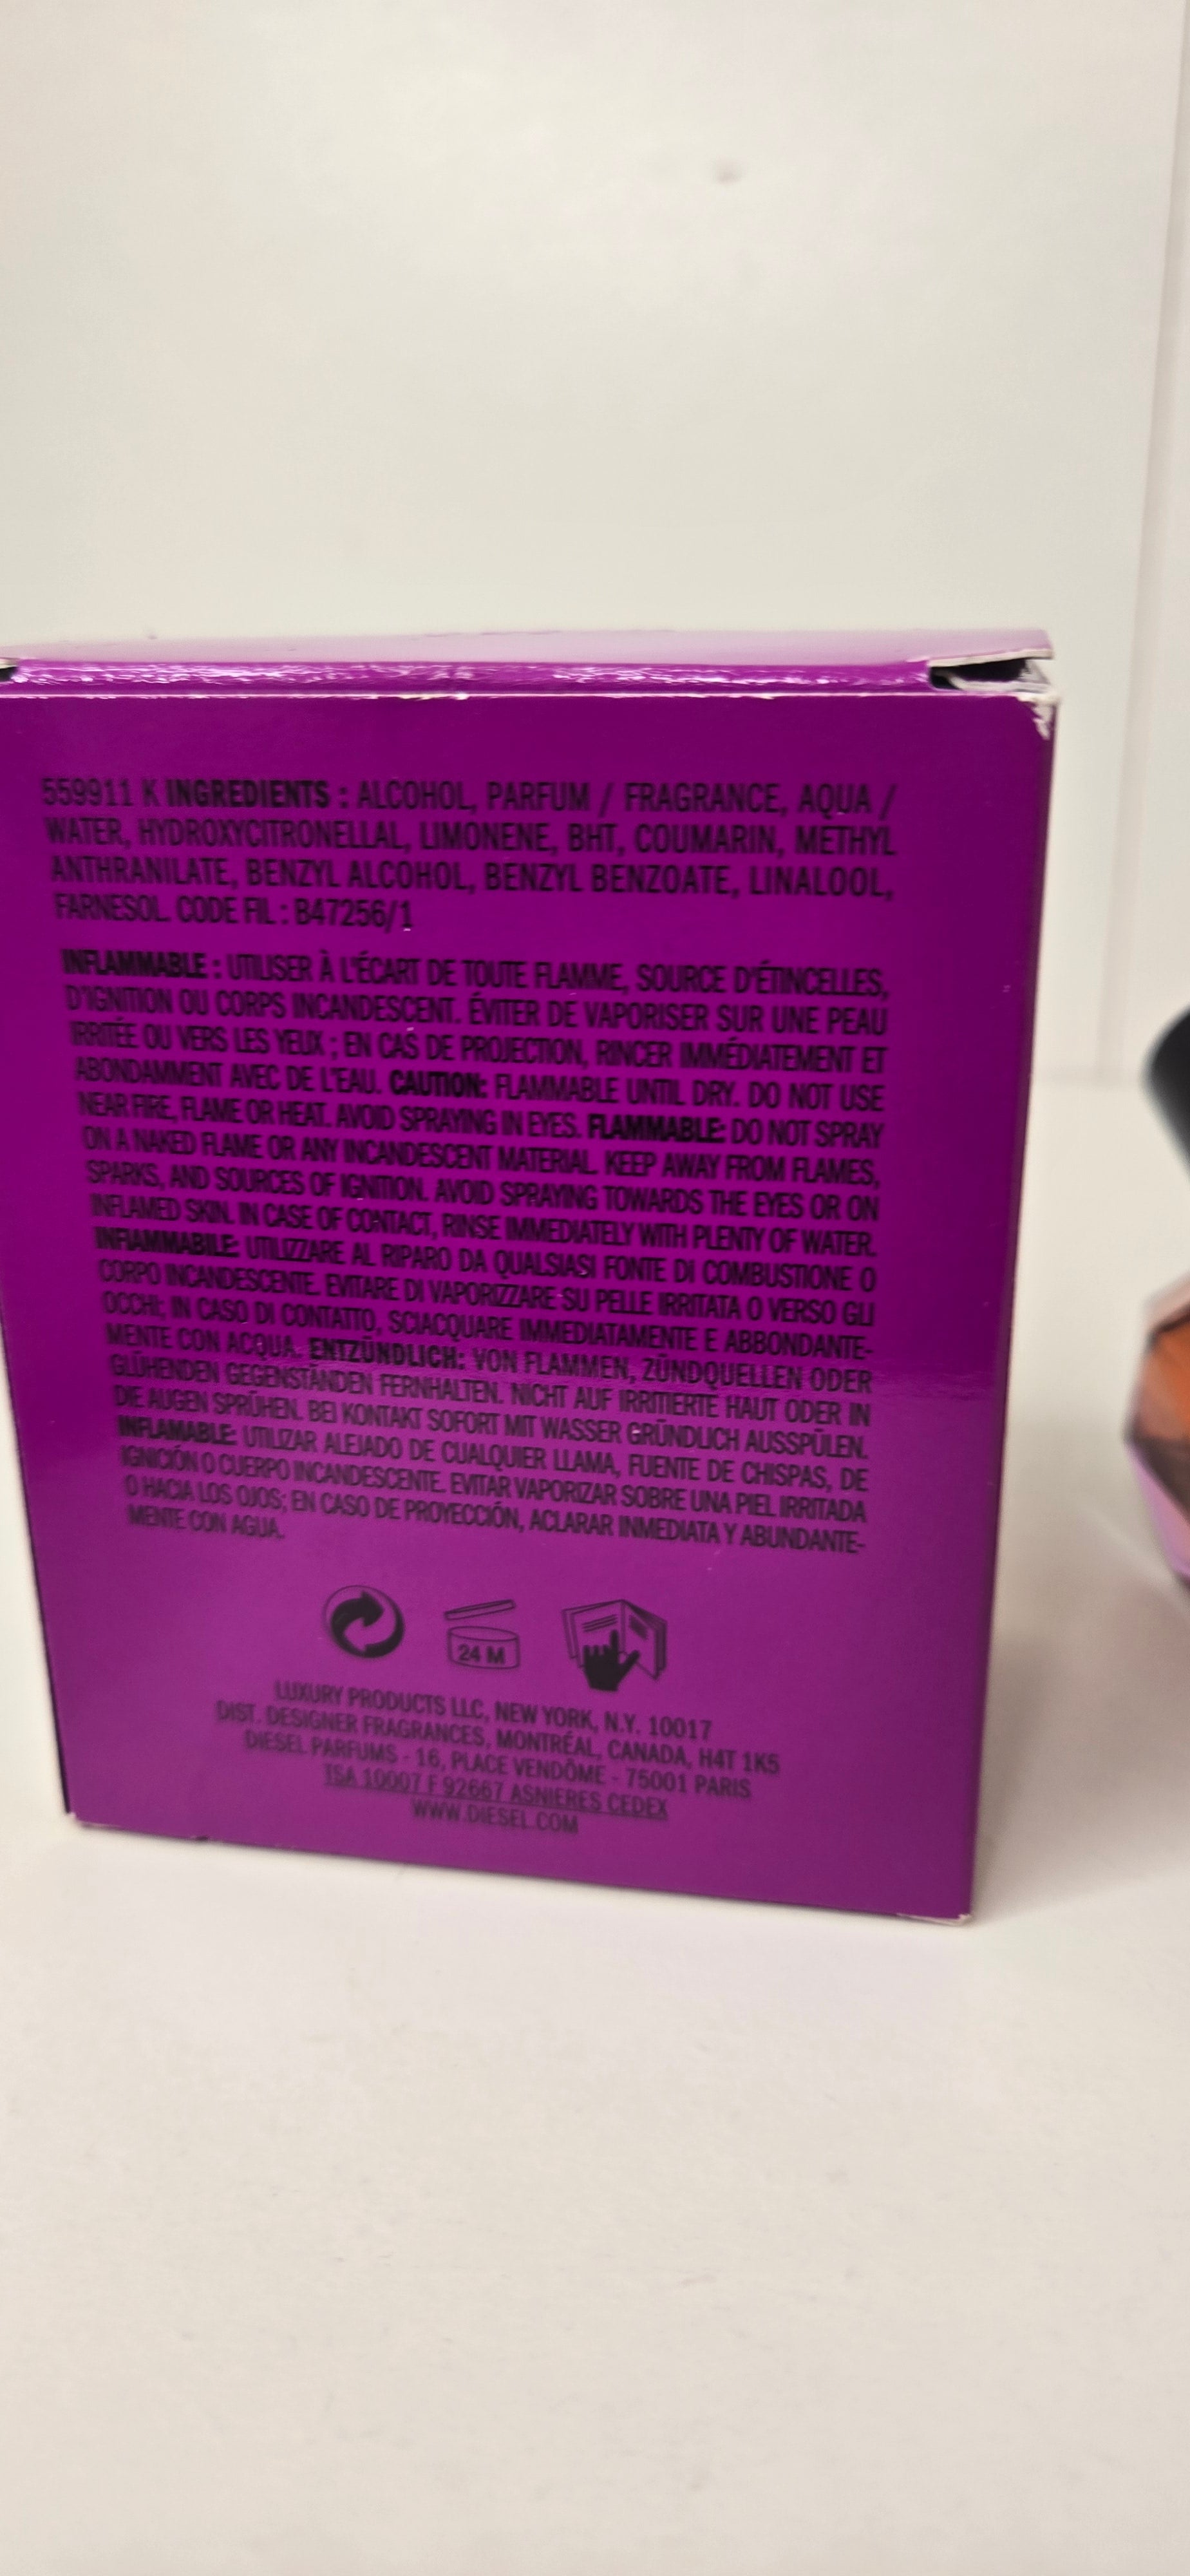 559911 K INGREDIENTS : ALCOHOL, PARFUM / FRAGRANCE, AQUA /
WATER, HYDROXYCITRONELLAL, LIMONENE, BHT, COUMARIN, METHYL
ANTHRANILATE, BENZYL ALCOHOL, BENZYL BENZOATE, LINALOOL,
FARNESOL. CODE FIL : B47256/1
INFLAMMABLE : UTILISER À L'ÉCART DE TOUTE FLAMME, SOURCE D'ÉTINCELLES,
D'IGNITION OU CORPS INCANDESCENT. ÉVITER DE VAPORISER SUR UNE PEAU
IRRITÉE OU VERS LES YEUX ; EN CAS DE PROJECTION, RINCER IMMÉDIATEMENT ET
ABONDAMMENT AVEC DE L'EAU. CAUTION: FLAMMABLE UNTIL DRY. DO NOT USE
NEAR FIRE, FLAME OR HEAT. AVOID SPRAYING IN EYES. FLAMMABLE: DO NOT SPRAY
ON A NAKED FLAME OR ANY INCANDESCENT MATERIAL. KEEP AWAY FROM FLAMES,
SPARKS, AND SOURCES OF IGNITION. AVOID SPRAYING TOWARDS THE EYES OR ON
INFLAMED SKIN. IN CASE OF CONTACT, RINSE IMMEDIATELY WITH PLENTY OF WATER.
INFIAMMABILE: UTILIZZARE AL RIPARO DA QUALSIASI FONTE DI COMBUSTIONE O
CORPO INCANDESCENTE. EVITARE DI VAPORIZZARE SU PELLE IRRITATA O VERSO GLI
OCCHI; IN CASO DI CONTATTO, SCIACQUARE IMMEDIATAMENTE E ABBONDANTE-
MENTE CON ACQUA. ENTZÜNDLICH: VON FLAMMEN, ZÜNDQUELLEN ODER
GLÜHENDEN GEGENSTÄNDEN FERNHALTEN. NICHT AUF IRRITIERTE HAUT ODER IN
DIE AUGEN SPRÜHEN. BEI KONTAKT SOFORT MIT WASSER GRÜNDLICH AUSSPÜLEN.
INFLAMABLE: UTILIZAR ALEJADO DE CUALQUIER LLAMA, FUENTE DE CHISPAS, DE
IGNICIÓN O CUERPO INCANDESCENTE. EVITAR VAPORIZAR SOBRE UNA PIEL IRRITADA
O HACIA LOS OJOS; EN CASO DE PROYECCIÓN, ACLARAR INMEDIATA Y ABUNDANTE-
MENTE CON AGUA.
24 M
LUXURY PRODUCTS LLC, NEW YORK, N.Y. 10017
DIST. DESIGNER FRAGRANCES, MONTRÉAL, CANADA, H4T 1K5
DIESEL PARFUMS - 16, PLACE VENDÔME - 75001 PARIS
TSA 10007 F 92667 ASNIERES CEDEX
WWW.DIESEL.COM